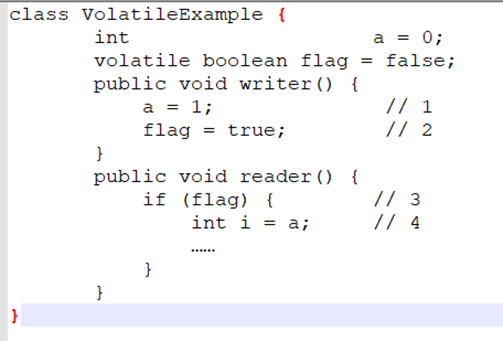 class VolatileExample {
int                    a = 0;
volatile boolean flag = false;
public void writer() {
a = 1;              // 1
flag = true;        // 2
}
public void reader() {
if (flag) {        // 3
int i = a;     // 4
……
}
}
}